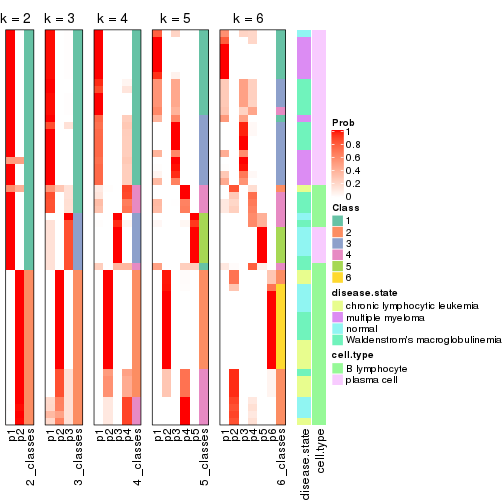 k = 2 k = 3 k = 4 k = 5 k = 6
p1 p2 2_classes p1 p2 p3 3_classes p1 p2 p3 p4 4_classes p1 p2 p3 p4 p5 5_classes p1 p2 p3 p4 p5 p6 6_classes disease.state cell.type
Prob
1
0.8
0.6
0.4
0.2
0
Class
1
2
3
4
5
6
disease.state
chronic lymphocytic leukemia
multiple myeloma
normal
Waldenstrom's macroglobulinemia
cell.type
B lymphocyte
plasma cell